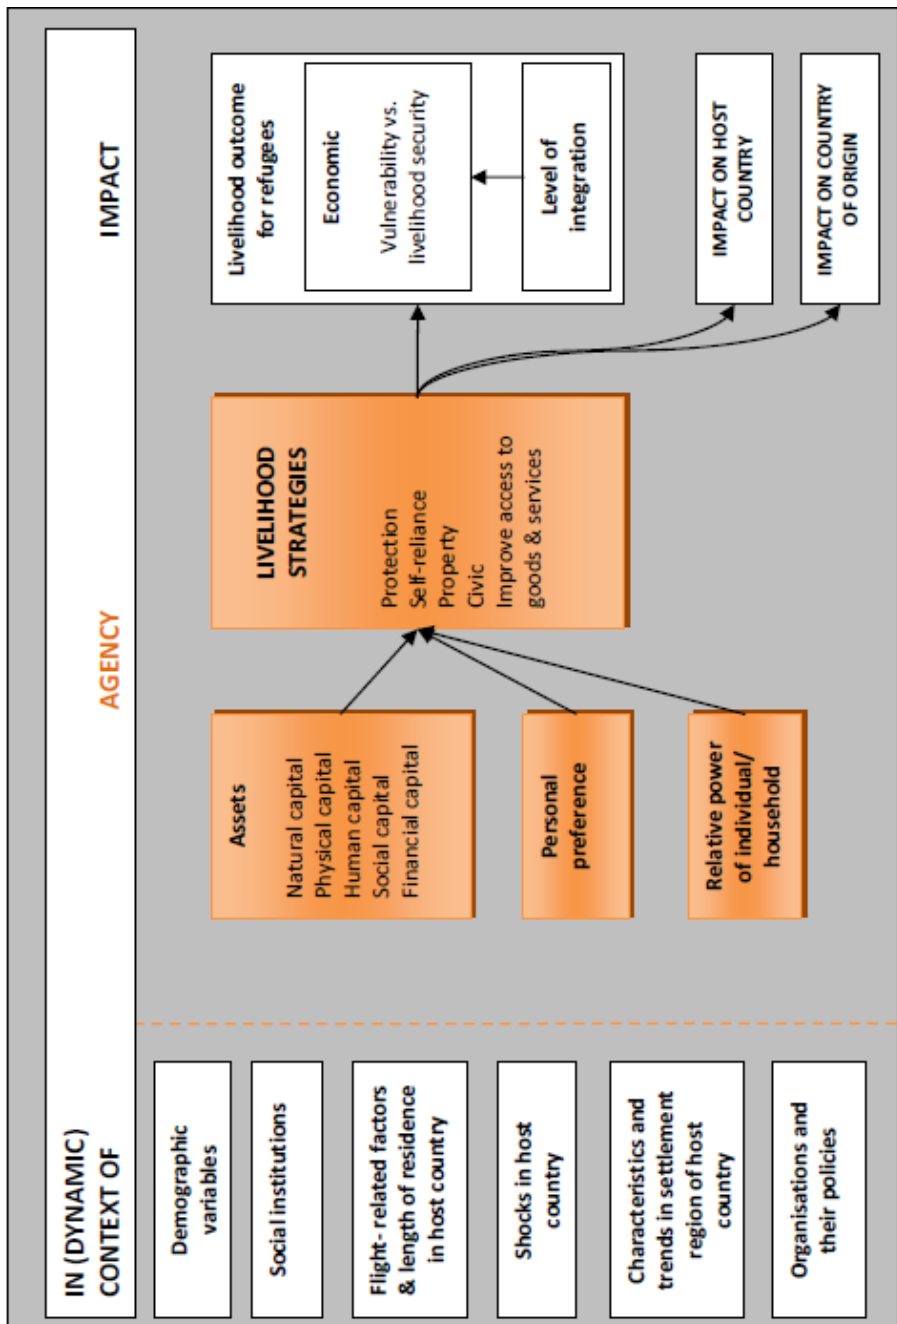 IN (DYNAMIC)
CONTEXT OF
AGENCY
IMPACT
Demographic
variables
Social institutions
Flight- related factors
& length of residence
in host country
Shocks in host
country
Characteristics and
trends in settlement
region of host
country
Organisations and
their policies
Assets
Natural capital
Physical capital
Human capital
Social capital
Financial capital
Personal
preference
Relative power
of individual/
household
LIVELIHOOD
STRATEGIES
Protection
Self-reliance
Property
Civic
Improve access to
goods & services
Livelihood outcome
for refugees
Economic
Vulnerability vs.
livelihood security
Level of
integration
IMPACT ON HOST
COUNTRY
IMPACT ON COUNTRY
OF ORIGIN